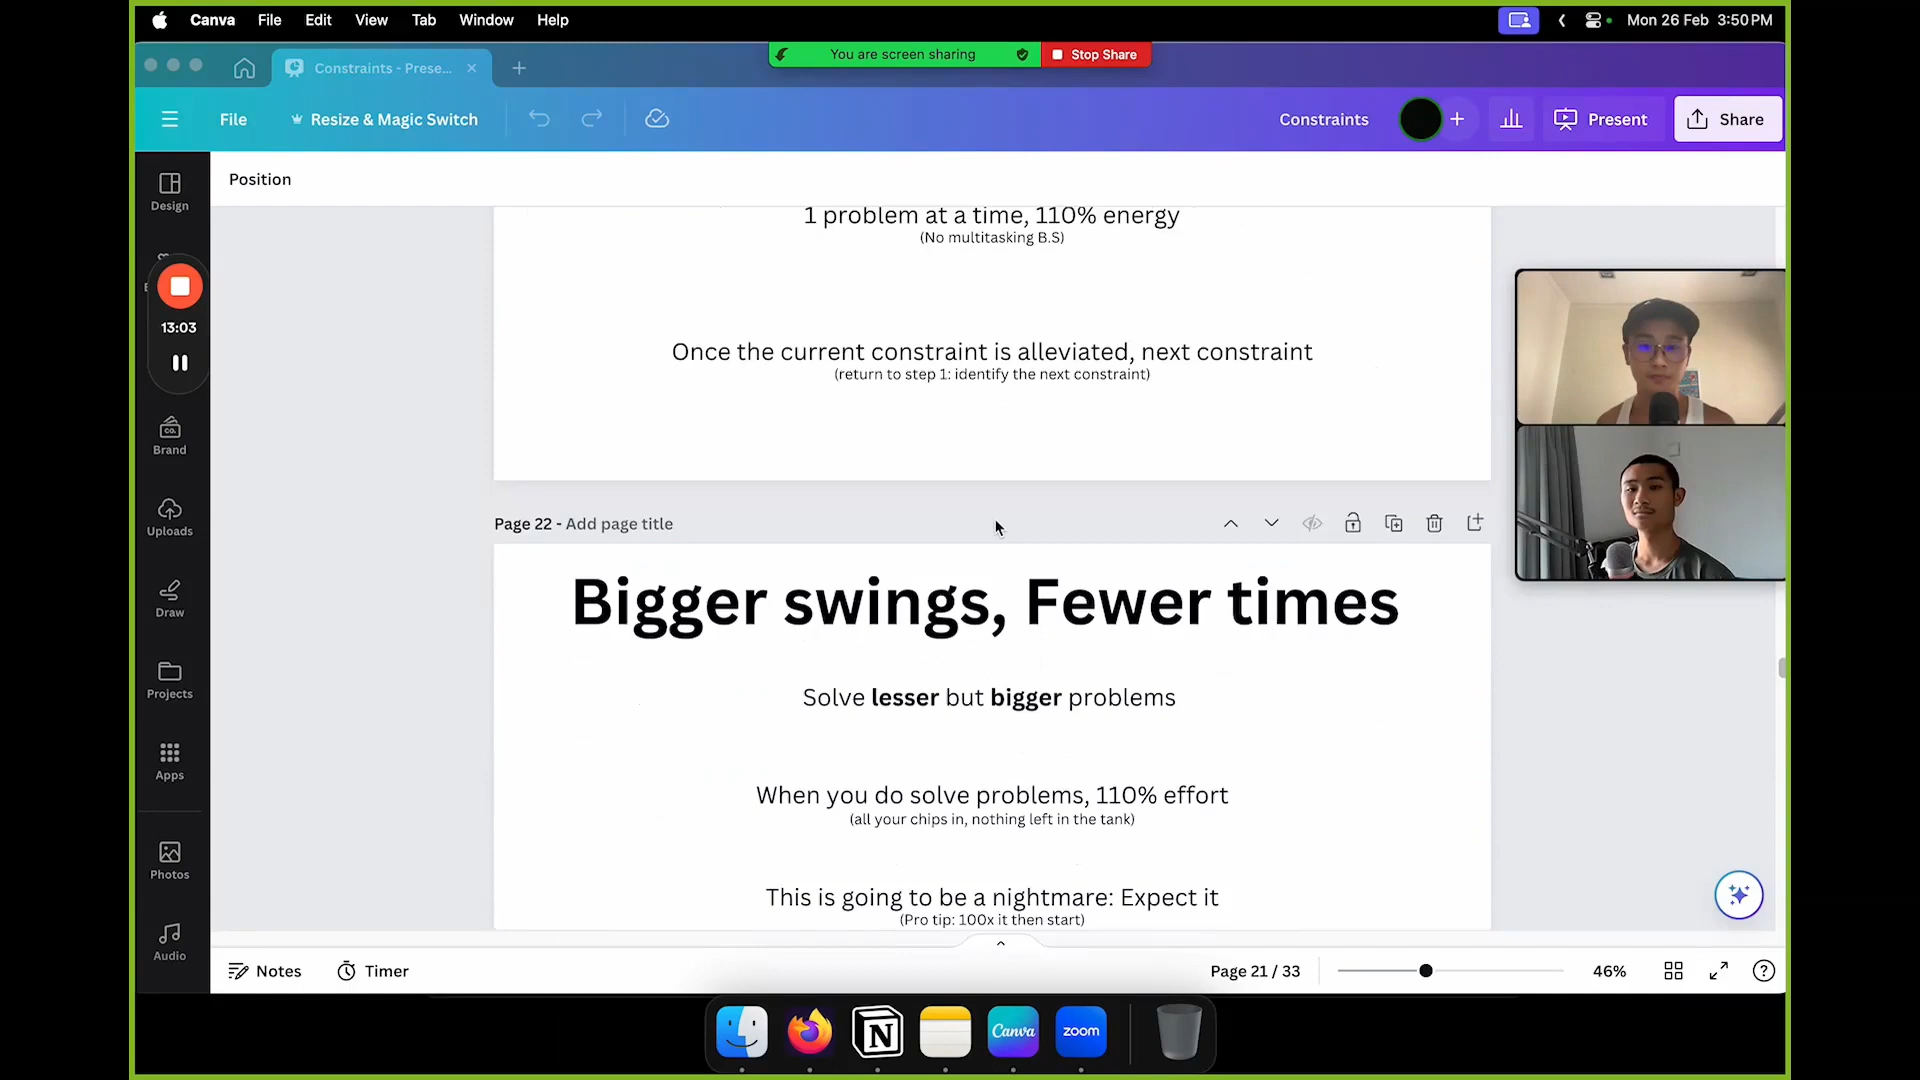 Canva File Edit View Tab Window Help
Mon 26 Feb 3:50 PM
Constraints - Prese...
You are screen sharing
Stop Share
File
Resize & Magic Switch
Constraints
Present
Share
Position
Design
13:03
Brand
Uploads
Draw
Projects
Apps
Photos
Audio
1 problem at a time, 110% energy
(No multitasking B.S)
Once the current constraint is alleviated, next constraint
(return to step 1: identify the next constraint)
Page 22 - Add page title
Bigger swings, Fewer times
Solve lesser but bigger problems
When you do solve problems, 110% effort
(all your chips in, nothing left in the tank)
This is going to be a nightmare: Expect it
(Pro tip: 100x it then start)
Notes
Timer
Page 21 / 33
46%
Canva
zoom